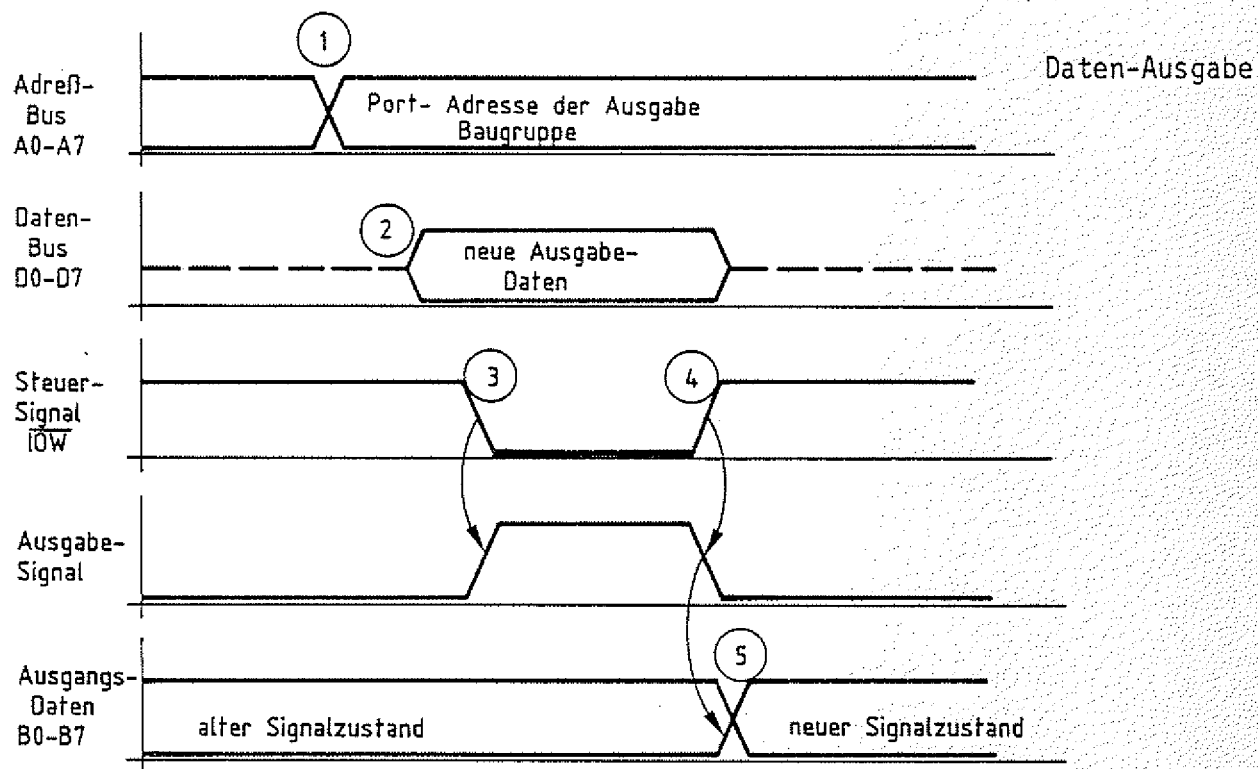 Daten-Ausgabe
1
Adreß-
Bus
A0-A7
Port- Adresse der Ausgabe
Baugruppe
Daten-
Bus
D0-D7
2
neue Ausgabe-
Daten
Steuer-
Signal
I̅O̅W̅
3
4
Ausgabe-
Signal
Ausgangs-
Daten
B0-B7
5
alter Signalzustand
neuer Signalzustand